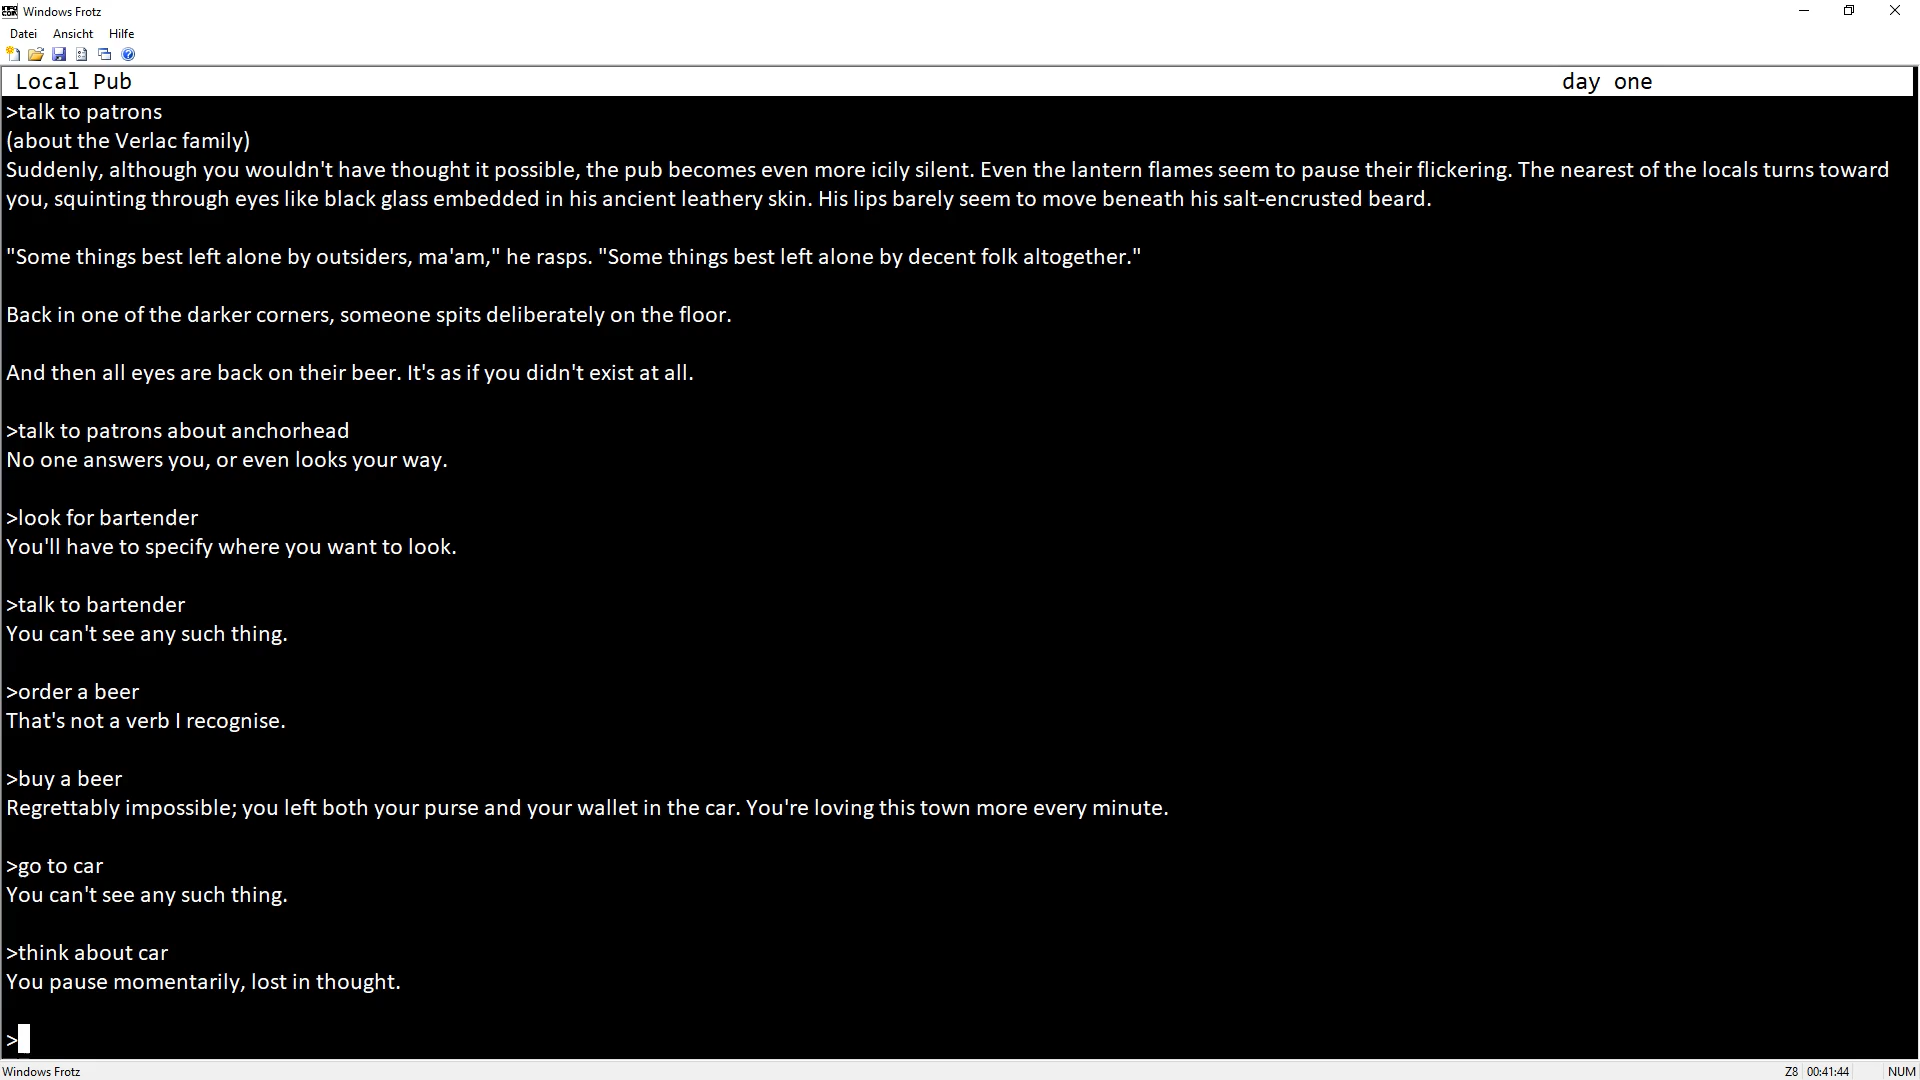 Windows Frotz
Datei Ansicht Hilfe
Local Pub day one
>talk to patrons
(about the Verlac family)
Suddenly, although you wouldn't have thought it possible, the pub becomes even more icily silent. Even the lantern flames seem to pause their flickering. The nearest of the locals turns toward
you, squinting through eyes like black glass embedded in his ancient leathery skin. His lips barely seem to move beneath his salt-encrusted beard.
"Some things best left alone by outsiders, ma'am," he rasps. "Some things best left alone by decent folk altogether."
Back in one of the darker corners, someone spits deliberately on the floor.
And then all eyes are back on their beer. It's as if you didn't exist at all.
>talk to patrons about anchorhead
No one answers you, or even looks your way.
>look for bartender
You'll have to specify where you want to look.
>talk to bartender
You can't see any such thing.
>order a beer
That's not a verb I recognise.
>buy a beer
Regrettably impossible; you left both your purse and your wallet in the car. You're loving this town more every minute.
>go to car
You can't see any such thing.
>think about car
You pause momentarily, lost in thought.
>
Windows Frotz Z8 00:41:44 NUM